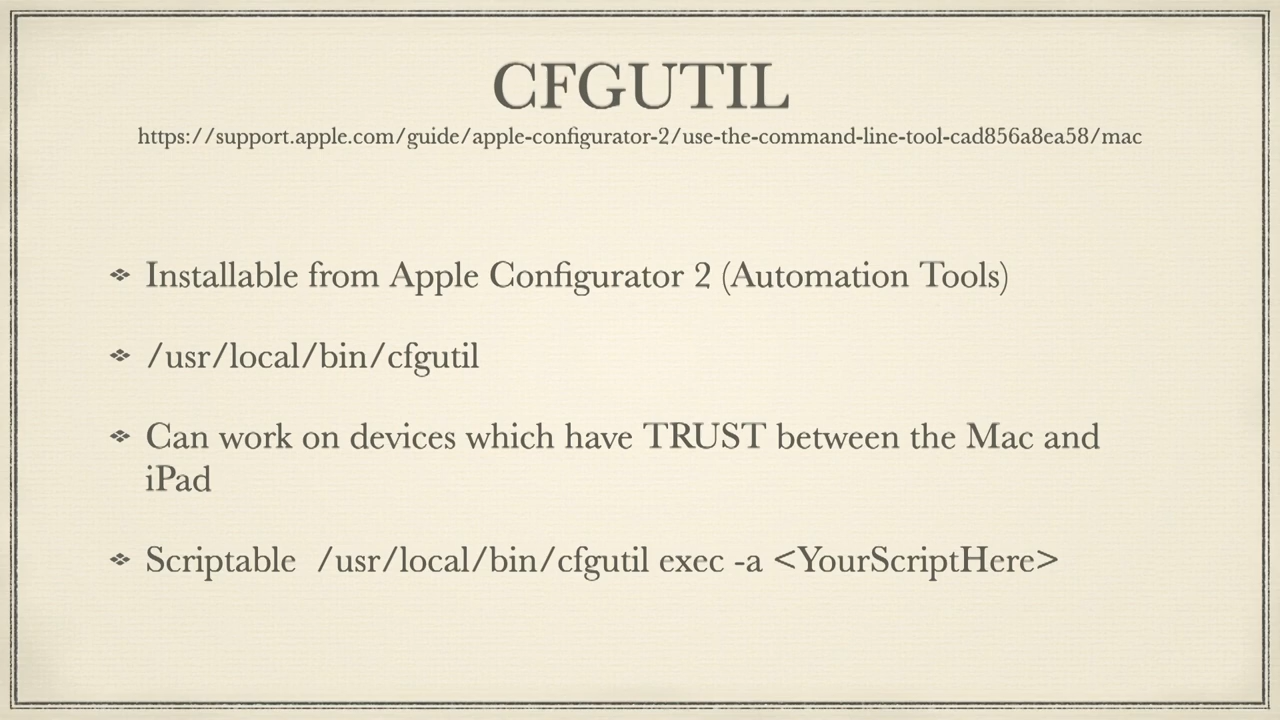 CFGUTIL
https://support.apple.com/guide/apple-configurator-2/use-the-command-line-tool-cad856a8ea58/mac
Installable from Apple Configurator 2 (Automation Tools)
/usr/local/bin/cfgutil
Can work on devices which have TRUST between the Mac and
iPad
Scriptable  /usr/local/bin/cfgutil exec -a <YourScriptHere>